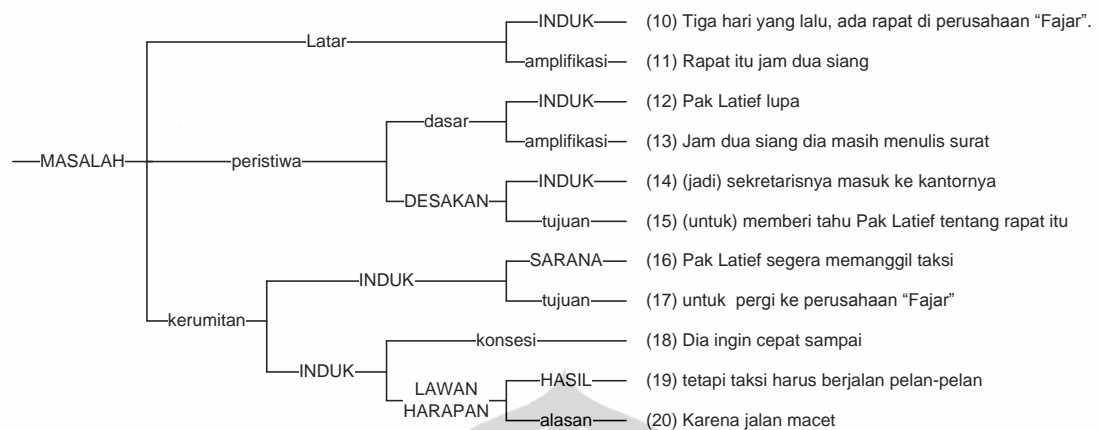 INDUK (10) Tiga hari yang lalu, ada rapat di perusahaan “Fajar”.
Latar
amplifikasi (11) Rapat itu jam dua siang
INDUK (12) Pak Latief lupa
dasar
amplifikasi (13) Jam dua siang dia masih menulis surat
MASALAH peristiwa
INDUK (14) (jadi) sekretarisnya masuk ke kantornya
DESAKAN
tujuan (15) (untuk) memberi tahu Pak Latief tentang rapat itu
SARANA (16) Pak Latief segera memanggil taksi
INDUK
tujuan (17) untuk pergi ke perusahaan “Fajar”
kerumitan
konsesi (18) Dia ingin cepat sampai
INDUK
LAWAN HARAPAN
HASIL (19) tetapi taksi harus berjalan pelan-pelan
alasan (20) Karena jalan macet